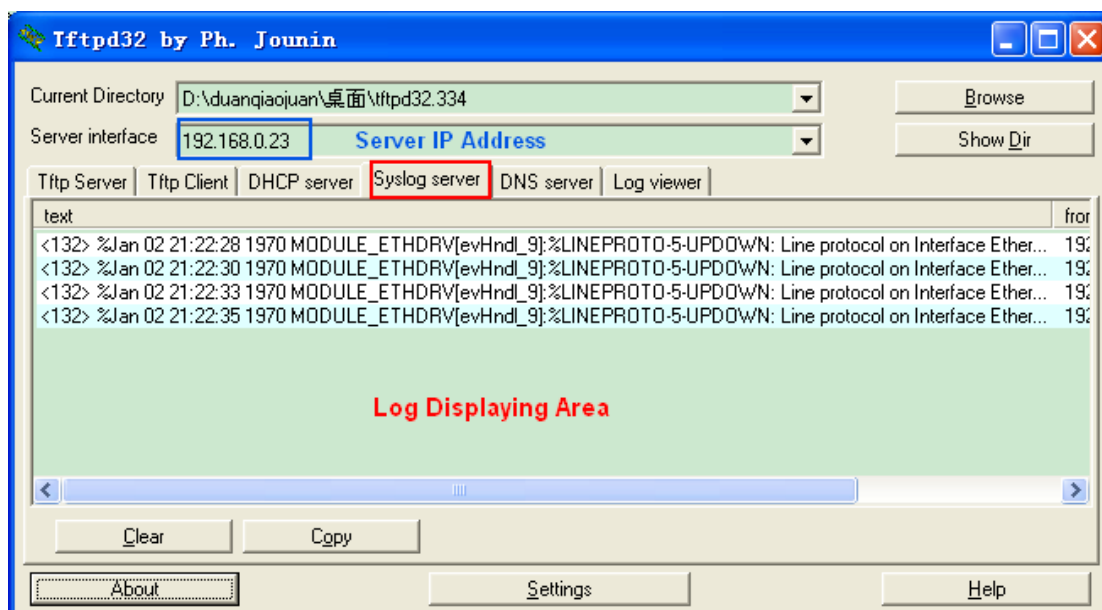 Tftpd32 by Ph. Jounin
Current Directory D:\duanqiaojuan\桌面\tftpd32.334 Browse
Server interface 192.168.0.23 Server IP Address Show Dir
Tftp Server Tftp Client DHCP server Syslog server DNS server Log viewer
text fror
<132> %Jan 02 21:22:28 1970 MODULE_ETHDRV[evHndl_9]:%LINEPROTO-5-UPDOWN: Line protocol on Interface Ether... 192
<132> %Jan 02 21:22:30 1970 MODULE_ETHDRV[evHndl_9]:%LINEPROTO-5-UPDOWN: Line protocol on Interface Ether... 192
<132> %Jan 02 21:22:33 1970 MODULE_ETHDRV[evHndl_9]:%LINEPROTO-5-UPDOWN: Line protocol on Interface Ether... 192
<132> %Jan 02 21:22:35 1970 MODULE_ETHDRV[evHndl_9]:%LINEPROTO-5-UPDOWN: Line protocol on Interface Ether... 192
Log Displaying Area
Clear Copy
About Settings Help